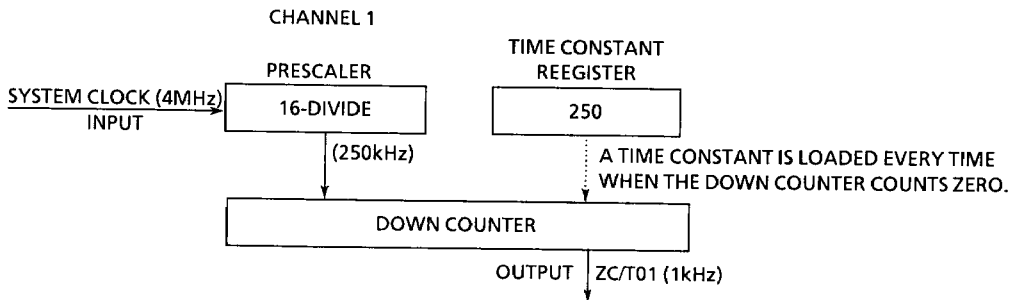 CHANNEL 1
TIME CONSTANT
REEGISTER
PRESCALER
SYSTEM CLOCK (4MHz)
INPUT
16-DIVIDE
250
(250kHz)
A TIME CONSTANT IS LOADED EVERY TIME
WHEN THE DOWN COUNTER COUNTS ZERO.
DOWN COUNTER
OUTPUT ZC/T01 (1kHz)